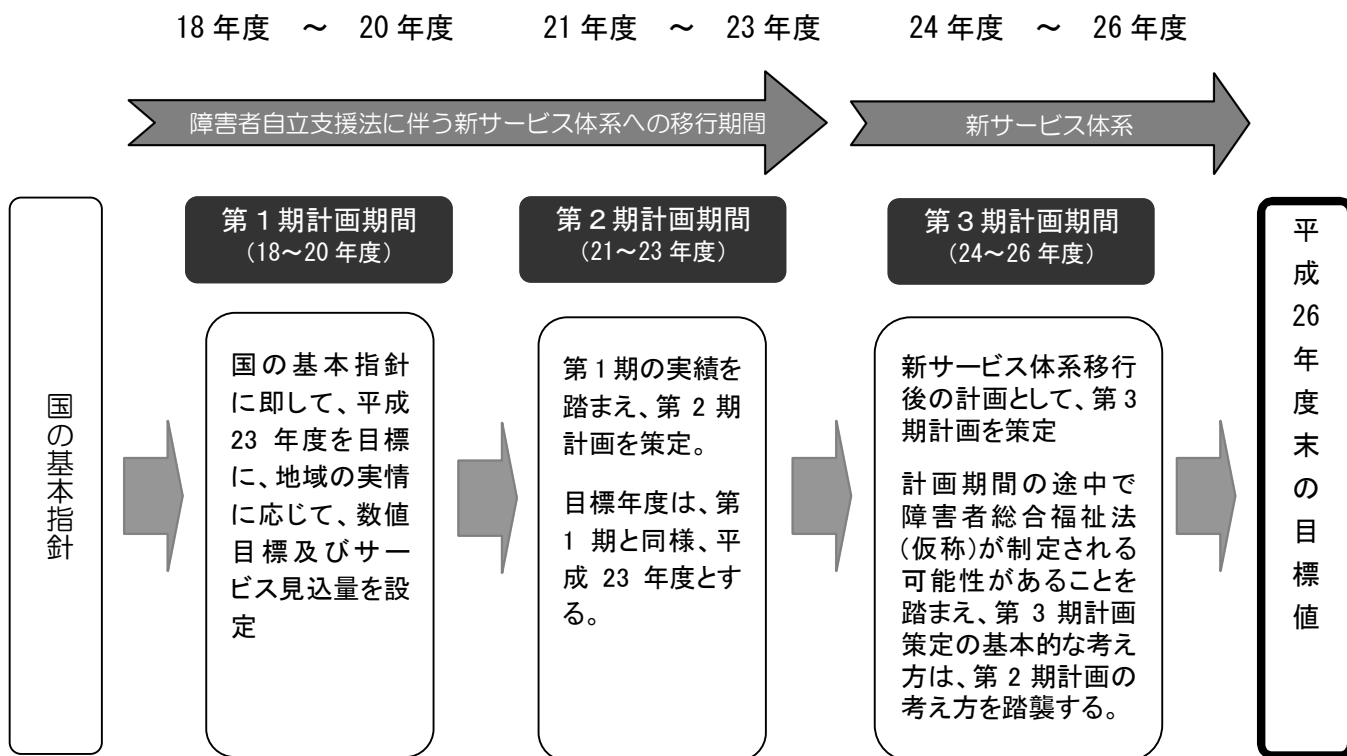 18 年度　～　20 年度　　21 年度　～　23 年度　　24 年度　～　26 年度
障害者自立支援法に伴う新サービス体系への移行期間
新サービス体系
国の基本指針
第１期計画期間
（18～20 年度）
国の基本指針
に即して、平成
23 年度を目標
に、地域の実情
に応じて、数値
目標及びサー
ビス見込量を設
定
第２期計画期間
（21～23 年度）
第１期の実績を
踏まえ、第 2 期
計画を策定。
目標年度は、第
1 期と同様、平
成 23 年度とす
る。
第３期計画期間
（24～26 年度）
新サービス体系移行
後の計画として、第 3
期計画を策定
計画期間の途中で
障害者総合福祉法
(仮称)が制定される
可能性があることを
踏まえ、第 3 期計画
策定の基本的な考え
方は、第 2 期計画の
考え方を踏襲する。
平成26年度末の目標値